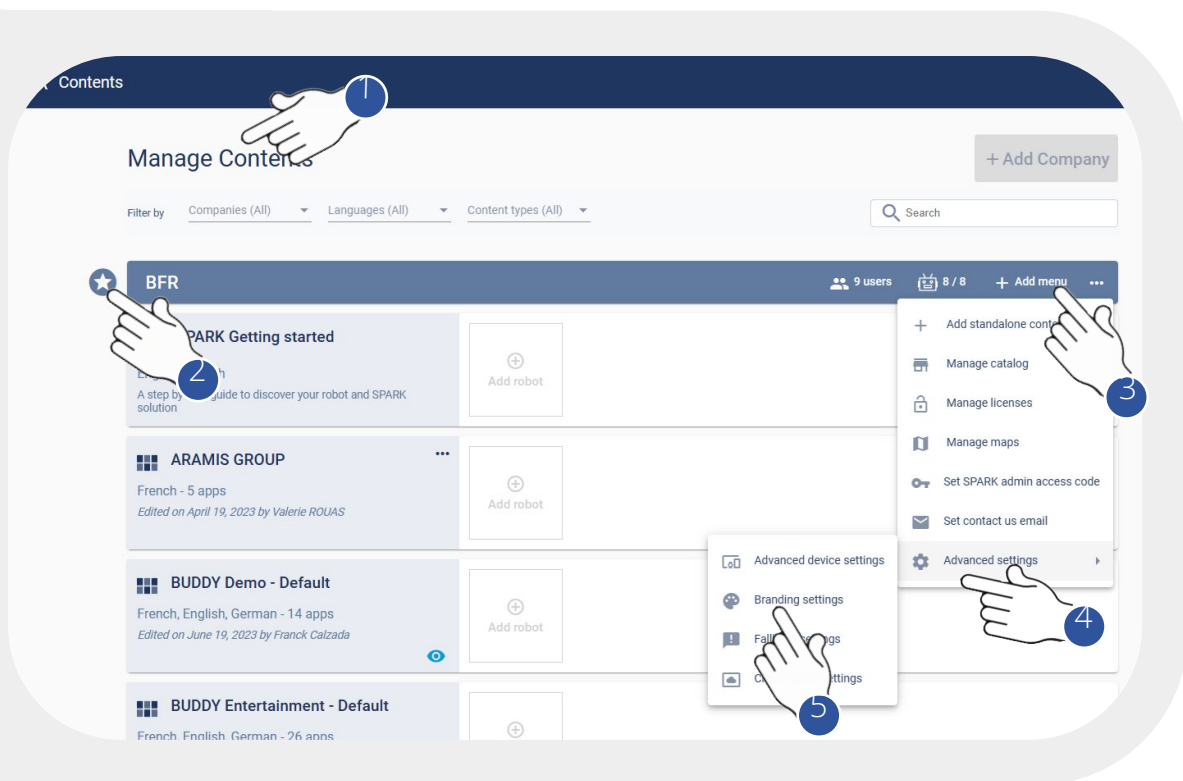 Contents
1
Manage Contents
+ Add Company
Filter by Companies (All) Languages (All) Content types (All) Search
BFR 9 users 8 / 8 + Add menu
SPARK Getting started
2
A step by guide to discover your robot and SPARK
solution
Add robot
Add standalone
3
Manage catalog
Manage licenses
Manage maps
Set SPARK admin access code
Set contact us email
Advanced settings
4
ARAMIS GROUP
French - 5 apps
Edited on April 19, 2023 by Valerie ROUAS
Add robot
Advanced device settings
Branding settings
5
BUDDY Demo - Default
French, English, German - 14 apps
Edited on June 19, 2023 by Franck Calzada
Add robot
BUDDY Entertainment - Default
French, English, German - 26 apps